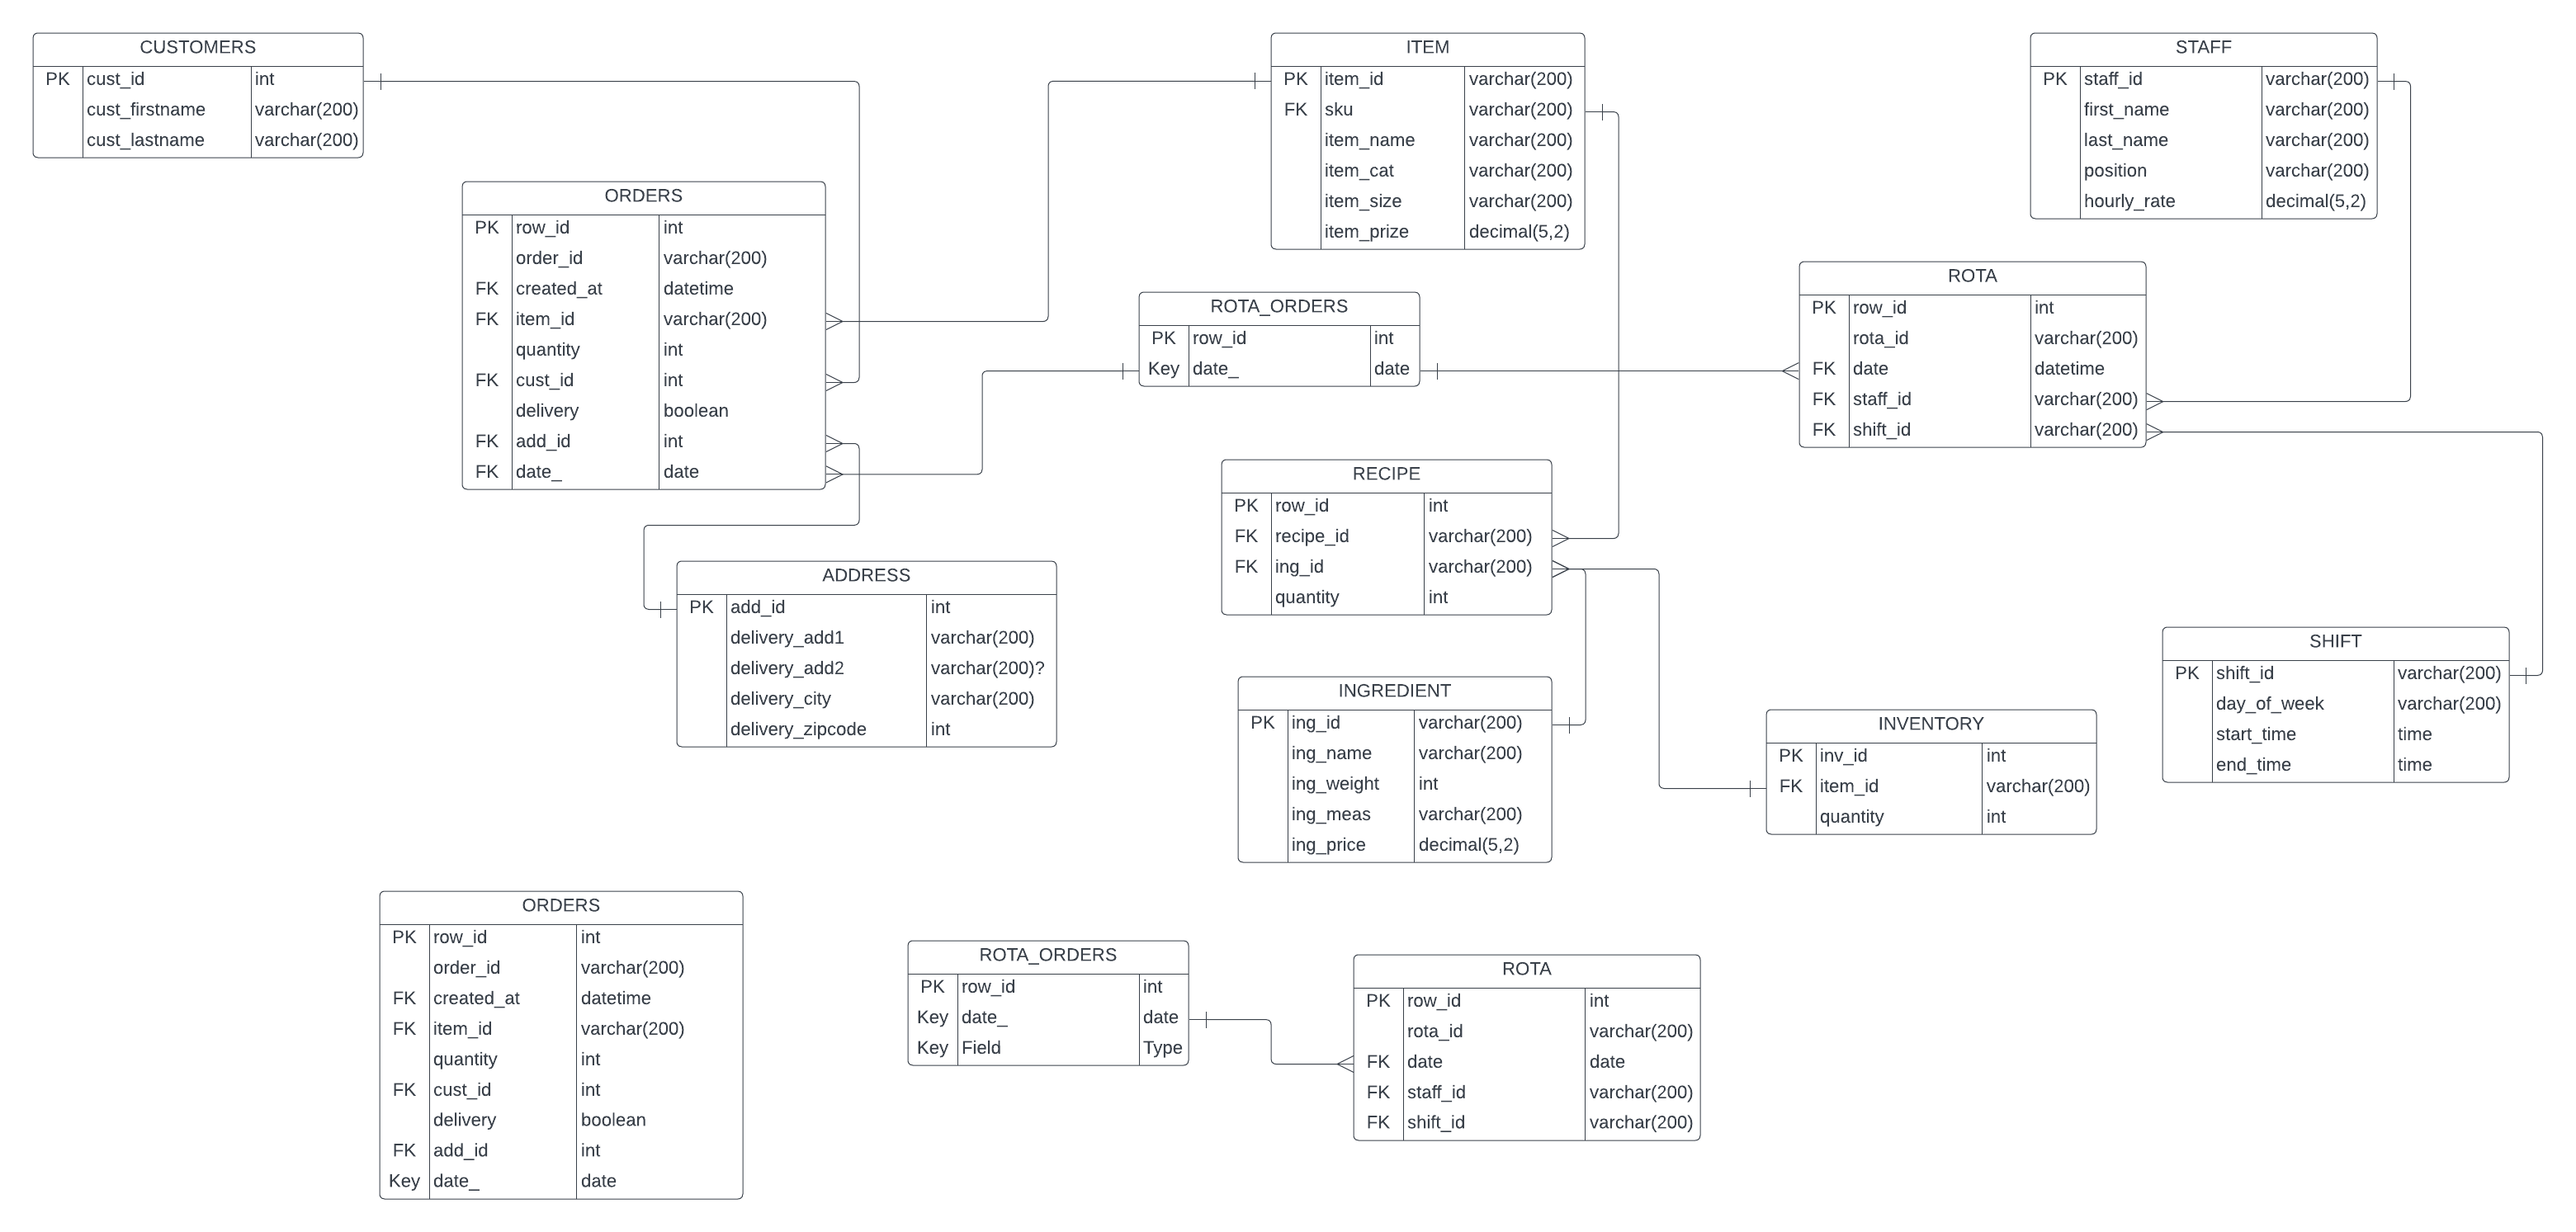 CUSTOMERS
PK cust_id int
cust_firstname varchar(200)
cust_lastname varchar(200)
ORDERS
PK row_id int
order_id varchar(200)
FK created_at datetime
FK item_id varchar(200)
quantity int
FK cust_id int
delivery boolean
FK add_id int
FK date_ date
ADDRESS
PK add_id int
delivery_add1 varchar(200)
delivery_add2 varchar(200)?
delivery_city varchar(200)
delivery_zipcode int
ITEM
PK item_id varchar(200)
FK sku varchar(200)
item_name varchar(200)
item_cat varchar(200)
item_size varchar(200)
item_prize decimal(5,2)
ROTA_ORDERS
PK row_id int
Key date_ date
RECIPE
PK row_id int
FK recipe_id varchar(200)
FK ing_id varchar(200)
quantity int
INGREDIENT
PK ing_id varchar(200)
ing_name varchar(200)
ing_weight int
ing_meas varchar(200)
ing_price decimal(5,2)
STAFF
PK staff_id varchar(200)
first_name varchar(200)
last_name varchar(200)
position varchar(200)
hourly_rate decimal(5,2)
ROTA
PK row_id int
rota_id varchar(200)
FK date datetime
FK staff_id varchar(200)
FK shift_id varchar(200)
SHIFT
PK shift_id varchar(200)
day_of_week varchar(200)
start_time time
end_time time
INVENTORY
PK inv_id int
FK item_id varchar(200)
quantity int
ORDERS
PK row_id int
order_id varchar(200)
FK created_at datetime
FK item_id varchar(200)
quantity int
FK cust_id int
delivery boolean
FK add_id int
Key date_ date
ROTA_ORDERS
PK row_id int
Key date_ date
Key Field Type
ROTA
PK row_id int
rota_id varchar(200)
FK date date
FK staff_id varchar(200)
FK shift_id varchar(200)